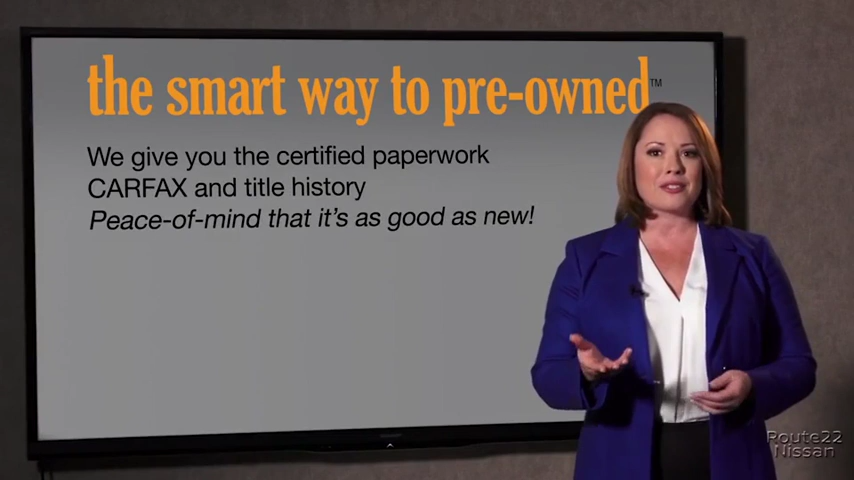 the smart way to pre-owned™
We give you the certified paperwork
CARFAX and title history
Peace-of-mind that it's as good as new!
Route22
Nissan